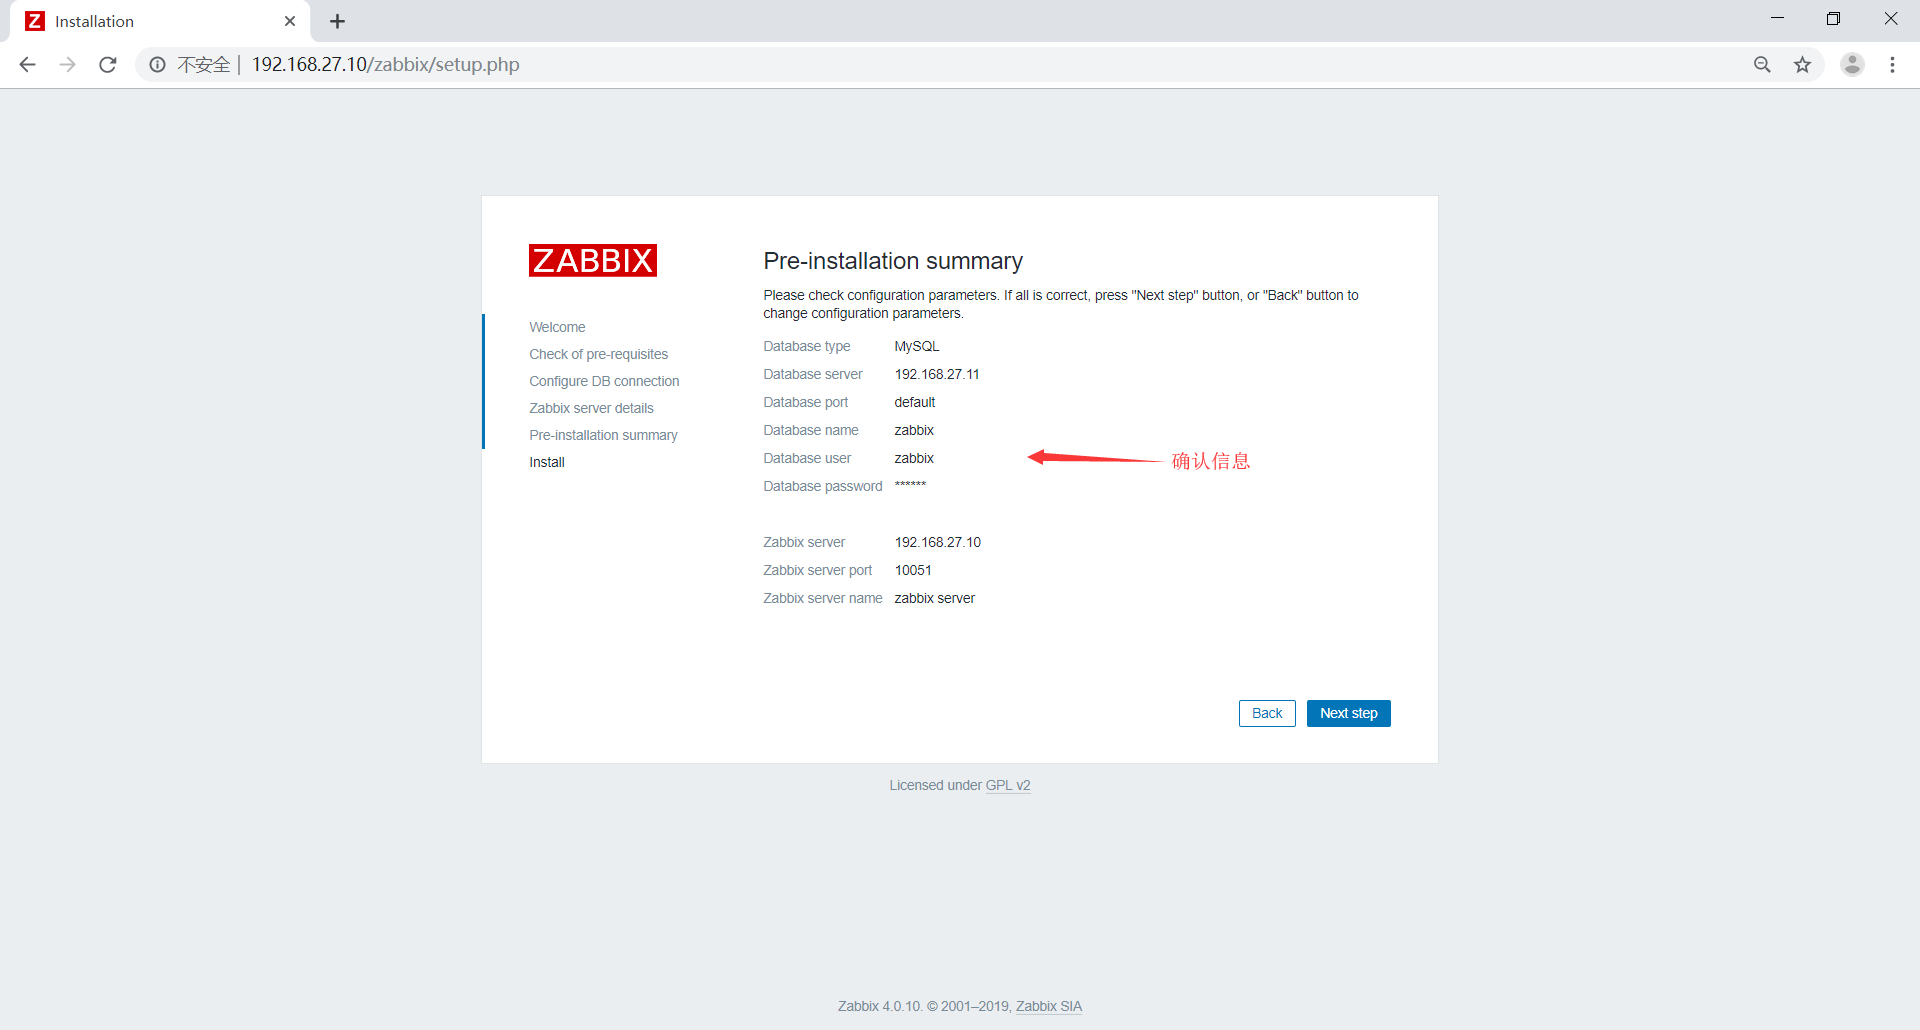 Z Installation
不安全 | 192.168.27.10/zabbix/setup.php
ZABBIX
Welcome
Check of pre-requisites
Configure DB connection
Zabbix server details
Pre-installation summary
Install
Pre-installation summary
Please check configuration parameters. If all is correct, press "Next step" button, or "Back" button to
change configuration parameters.
Database type MySQL
Database server 192.168.27.11
Database port default
Database name zabbix
Database user zabbix
确认信息
Database password ******
Zabbix server 192.168.27.10
Zabbix server port 10051
Zabbix server name zabbix server
Back Next step
Licensed under GPL v2
Zabbix 4.0.10. © 2001–2019, Zabbix SIA